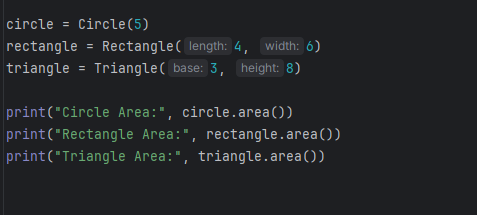 circle = Circle(5)
rectangle = Rectangle(length: 4, width: 6)
triangle = Triangle(base: 3, height: 8)
print("Circle Area:", circle.area())
print("Rectangle Area:", rectangle.area())
print("Triangle Area:", triangle.area())